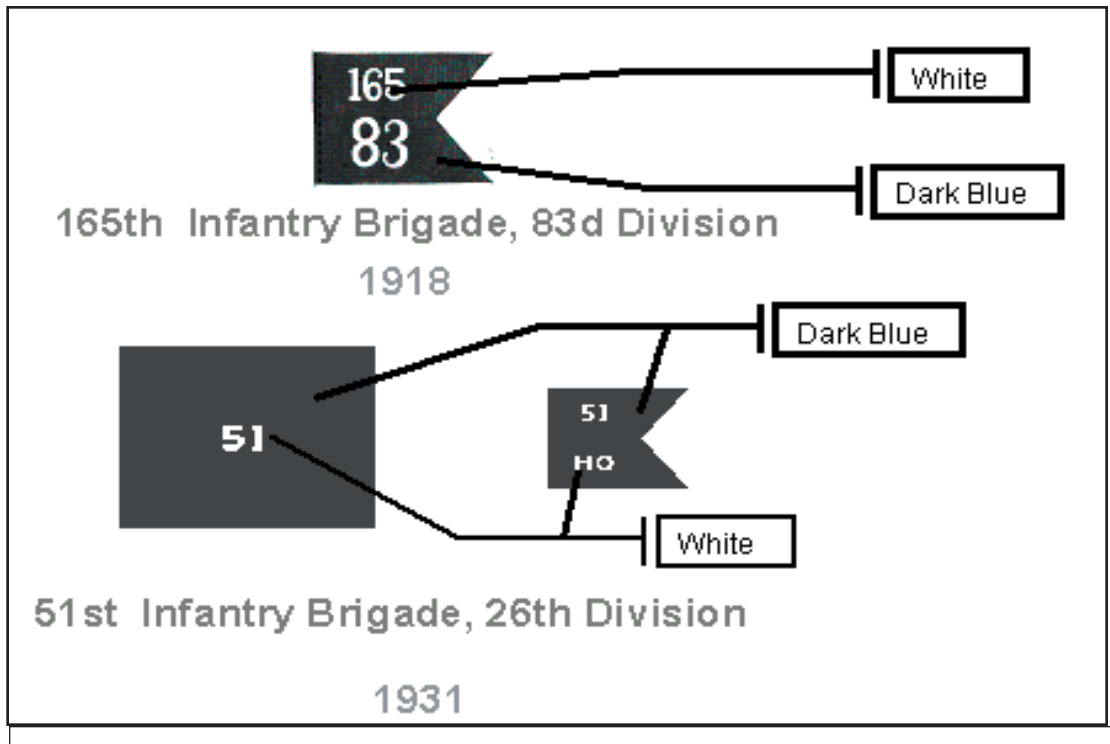 165
White
83
Dark Blue
165th Infantry Brigade, 83d Division
1918
Dark Blue
51
51
HQ
White
51st Infantry Brigade, 26th Division
1931